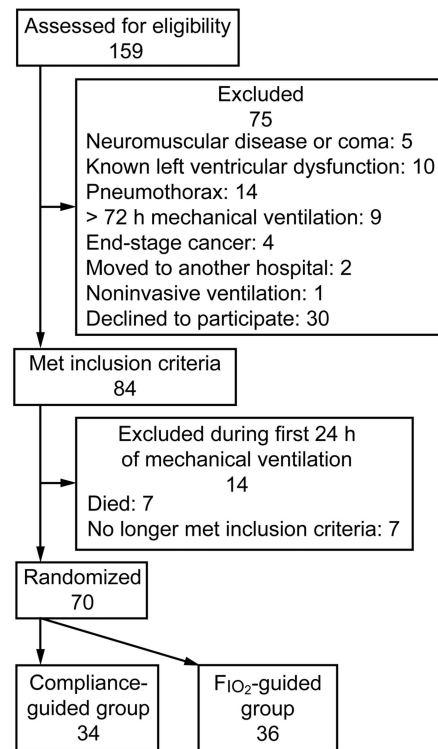 Assessed for eligibility
159
Excluded
75
Neuromuscular disease or coma: 5
Known left ventricular dysfunction: 10
Pneumothorax: 14
> 72 h mechanical ventilation: 9
End-stage cancer: 4
Moved to another hospital: 2
Noninvasive ventilation: 1
Declined to participate: 30
Met inclusion criteria
84
Excluded during first 24 h
of mechanical ventilation
14
Died: 7
No longer met inclusion criteria: 7
Randomized
70
Compliance-
guided group
34
FIO2-guided
group
36